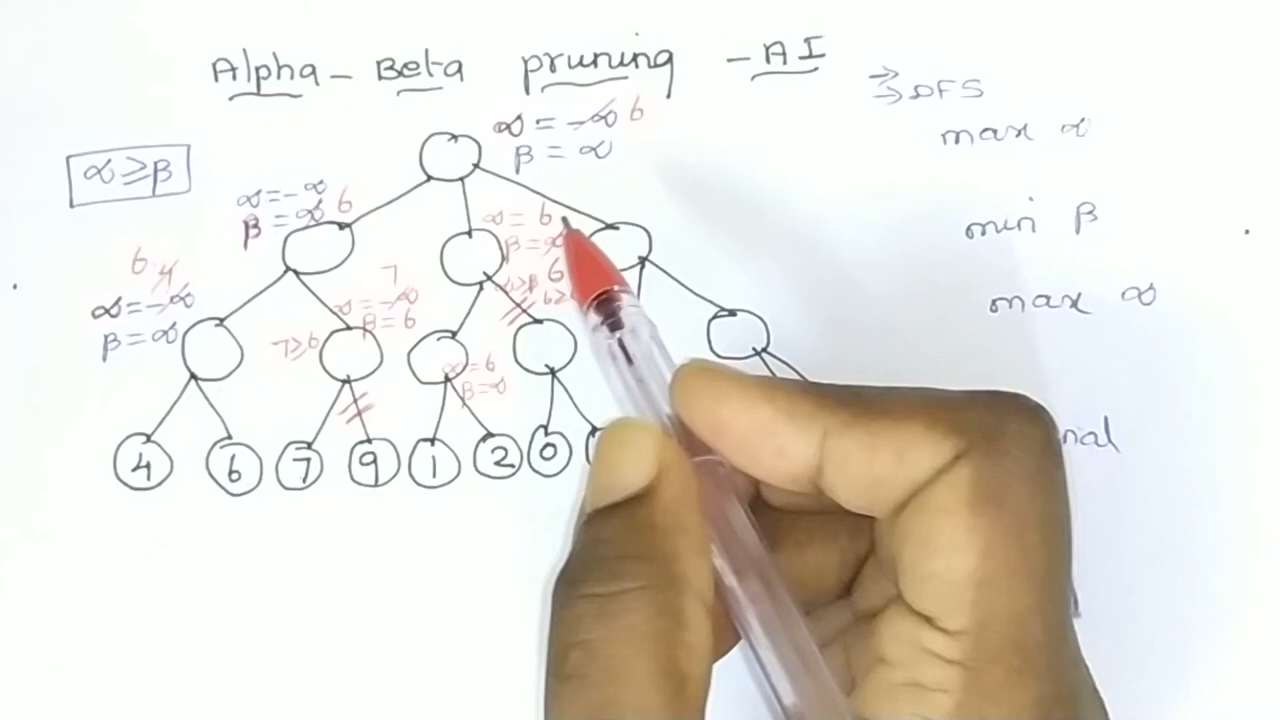 Alpha - Beta pruning - AI
⇒ DFS
α = -∞ 6
β = ∞
max α
α ≥ β
α = -∞
β = ∞ 6
α = 6
β = ∞
6
min β
6 4
α = -∞
β = ∞
7
α = -∞
β = 6
7 ≥ 6
α ≥ β
max α
α = 6
β = ∞
4 6 7 9 1 2 0